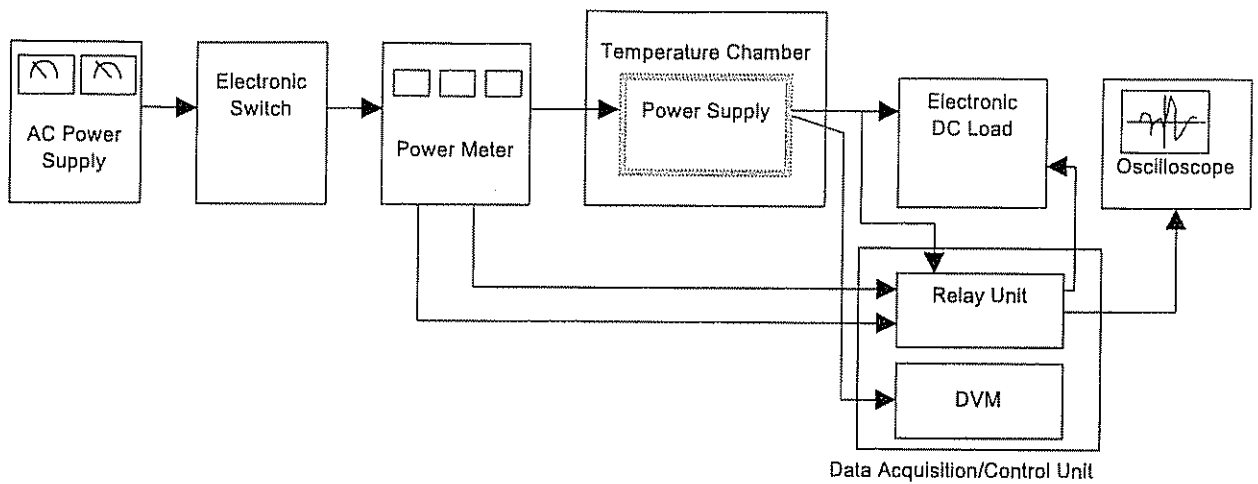 AC Power
Supply
Electronic
Switch
Power Meter
Temperature Chamber
Power Supply
Electronic
DC Load
Oscilloscope
Relay Unit
DVM
Data Acquisition/Control Unit